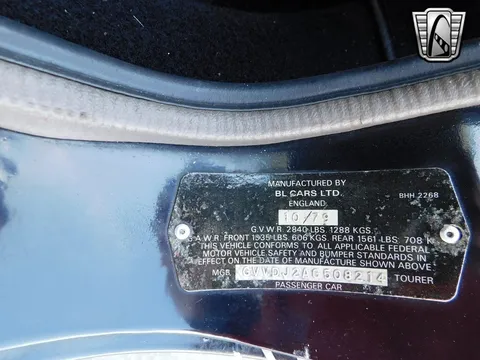 MANUFACTURED BY
BL CARS LTD.
BHH 2268
ENGLAND
10/79
G.V.W.R. 2840 LBS. 1288 KGS.
G.A.W.R. FRONT 1335 LBS. 606 KGS. REAR 1561 LBS. 708 K
THIS VEHICLE CONFORMS TO ALL APPLICABLE FEDERAL
MOTOR VEHICLE SAFETY AND BUMPER STANDARDS IN
EFFECT ON THE DATE OF MANUFACTURE SHOWN ABOVE.
MGB GVVDJ2AG508214 TOURER
PASSENGER CAR